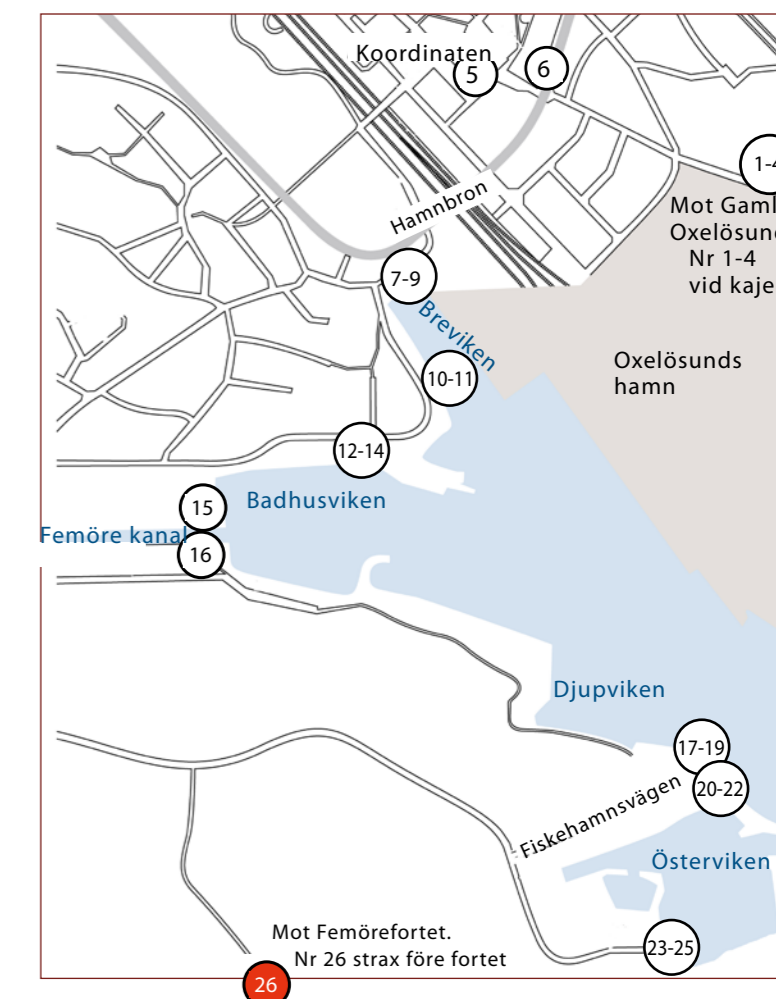 Koordinaten
5
6
1-4
Mot Gaml
Oxelösund
Nr 1-4
vid kaje
Hamnbron
7-9
Breviken
10-11
Oxelösunds
hamn
12-14
15
Badhusviken
Femöre kanal
16
Djupviken
17-19
20-22
Fiskehamnsvägen
Österviken
23-25
Mot Femörefortet.
Nr 26 strax före fortet
26